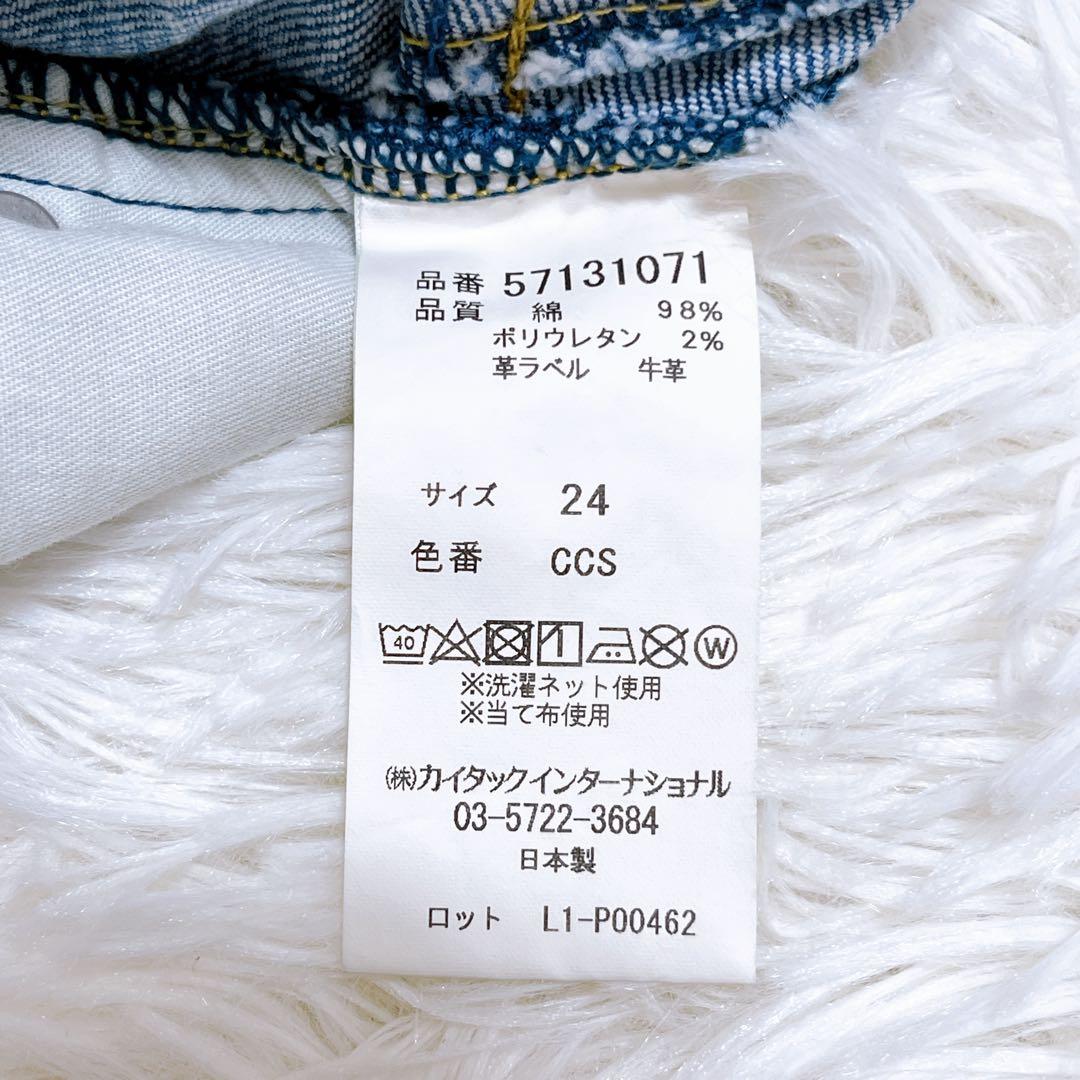 品番 57131071
品質 綿 98%
ポリウレタン 2%
革ラベル 牛革
サイズ 24
色番 CCS
40 W
※洗濯ネット使用
※当て布使用
㈱カイタックインターナショナル
03-5722-3684
日本製
ロット L1-P00462